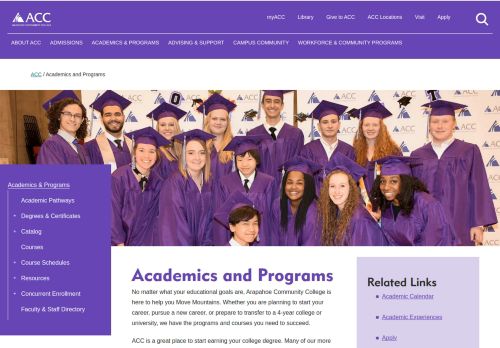 myACC Library Give to ACC ACC Locations Visit Apply
ACC
ABOUT ACC ADMISSIONS ACADEMICS & PROGRAMS ADVISING & SUPPORT CAMPUS COMMUNITY WORKFORCE & COMMUNITY PROGRAMS
ACC / Academics and Programs
Academics & Programs
Academic Pathways
Degrees & Certificates
Catalog
Courses
Course Schedules
Resources
Concurrent Enrollment
Faculty & Staff Directory
Academics and Programs
No matter what your educational goals are, Arapahoe Community College is
here to help you Move Mountains. Whether you are planning to start your
career, pursue a new career, or prepare to transfer to a 4-year college or
university, we have the programs and courses you need to succeed.
ACC is a great place to start earning your college degree. Many of our more
Related Links
Academic Calendar
Academic Experiences
Apply